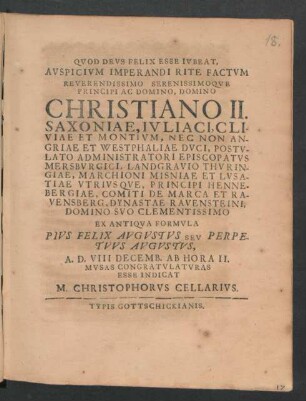 18.
QVOD DEVS FELIX ESSE IVBEAT,
AVSPICIVM IMPERANDI RITE FACTVM
REVERENDISSIMO SERENISSIMOQVE
PRINCIPI AC DOMINO, DOMINO
CHRISTIANO II.
SAXONIAE, IVLIACI, CLI-
VIAE ET MONTIVM, NEC NON AN-
GRIAE ET WESTPHALIAE DVCI, POSTV-
LATO ADMINISTRATORI EPISCOPATVS
MERSBVRGICI, LANDGRAVIO THVRIN-
GIAE, MARCHIONI MISNIAE ET LVSA-
TIAE VTRIVSQVE, PRINCIPI HENNE-
BERGIAE, COMITI DE MARCA ET RA-
VENSBERG, DYNASTAE RAVENSTEINI,
DOMINO SVO CLEMENTISSIMO
EX ANTIQVA FORMVLA
PIVS FELIX AVGVSTVS SEV PERPE-
TVVS AVGVSTVS,
A. D. VIII DECEMB. AB HORA II.
MVSAS CONGRATVLATVRAS
ESSE INDICAT
M. CHRISTOPHORVS CELLARIVS.
TYPIS GOTTSCHICKIANIS.